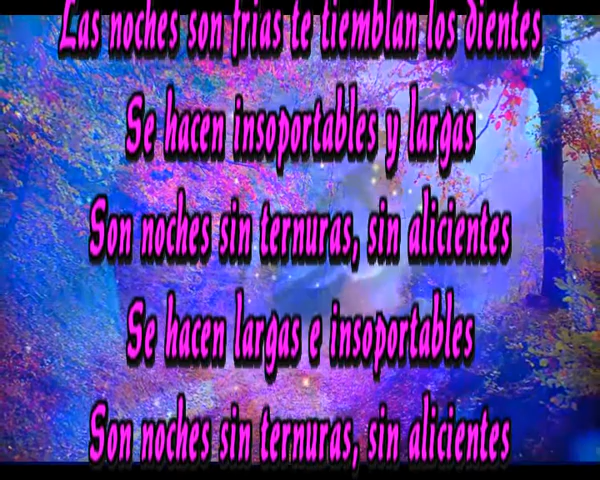 Las noches son frias te tiemblan los dientes
Se hacen insoportables y largas
Son noches sin ternuras, sin alicientes
Se hacen largas e insoportables
Son noches sin ternuras, sin alicientes